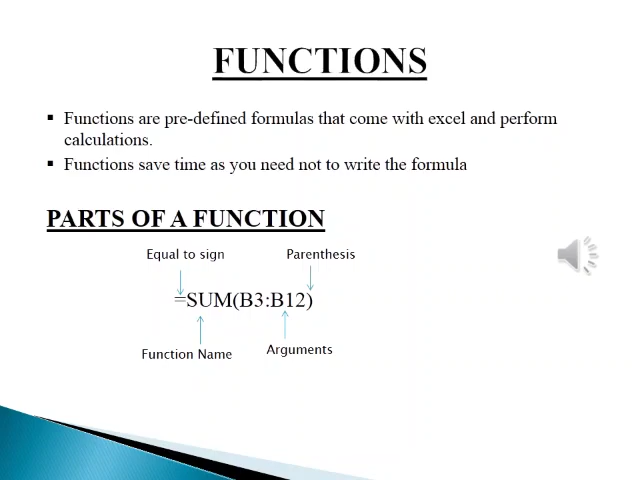 FUNCTIONS
▪ Functions are pre-defined formulas that come with excel and perform
calculations.
▪ Functions save time as you need not to write the formula
PARTS OF A FUNCTION
Equal to sign Parenthesis
=SUM(B3:B12)
Function Name Arguments